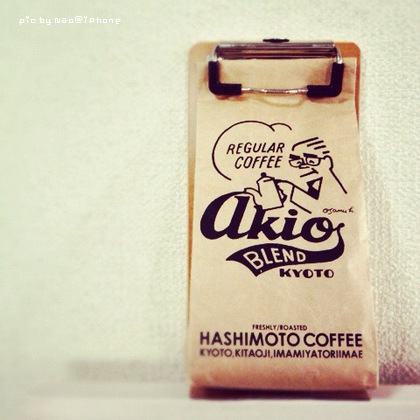 pic by nao@iphone
REGULAR
COFFEE
Osamu h
Akio
BLEND
KYOTO
FRESHLY/ROASTED
HASHIMOTO COFFEE
KYOTO,KITAOJI,IMAMIYATORIIMAE